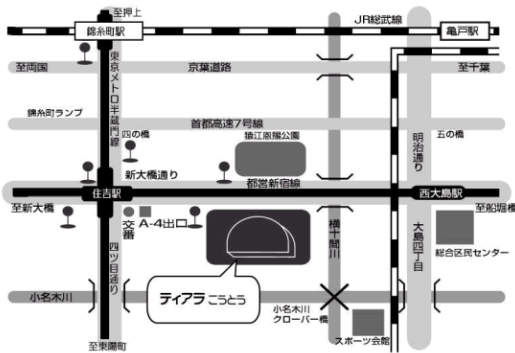 至押上
JR総武線
錦糸町駅
亀戸駅
至両国
京葉道路
至千葉
東京メトロ半蔵門線
錦糸町ランプ
首都高速7号線
四の橋
猿江恩賜公園
明治通り
五の橋
新大橋通り
都営新宿線
住吉駅
西大島駅
至新大橋
至船堀橋
交番
A-4出口
横十間川
大島四丁目
四ツ目通り
総合区民センター
ティアラこうとう
小名木川
小名木川
クローバー橋
スポーツ会館
至東陽町